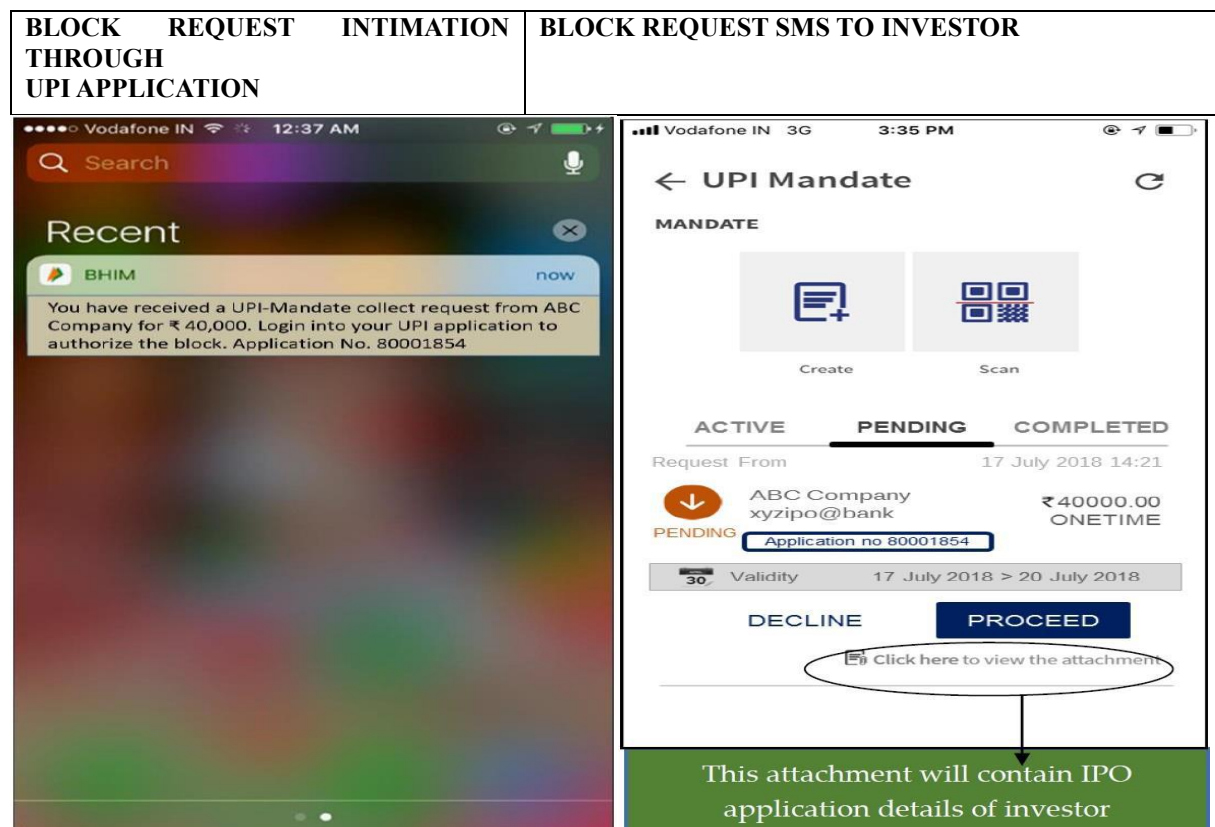 BLOCK REQUEST INTIMATION
THROUGH
UPI APPLICATION
BLOCK REQUEST SMS TO INVESTOR
Vodafone IN 12:37 AM
Search
Recent
BHIM now
You have received a UPI-Mandate collect request from ABC
Company for ₹ 40,000. Login into your UPI application to
authorize the block. Application No. 80001854
Vodafone IN 3G 3:35 PM
UPI Mandate
MANDATE
Create Scan
ACTIVE PENDING COMPLETED
Request From 17 July 2018 14:21
ABC Company ₹40000.00
xyzipo@bank ONETIME
PENDING
Application no 80001854
30 Validity 17 July 2018 > 20 July 2018
DECLINE PROCEED
Click here to view the attachment
This attachment will contain IPO
application details of investor